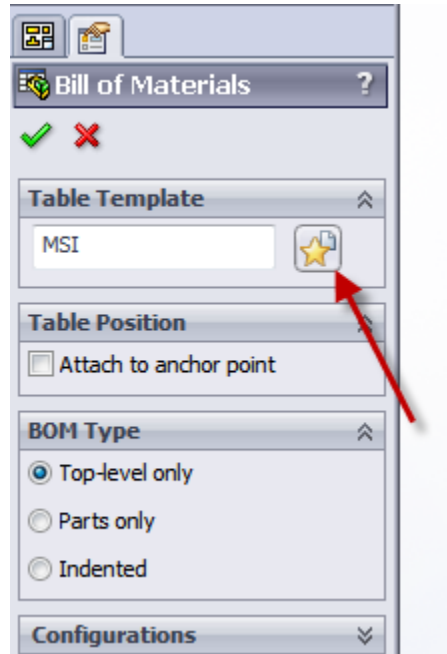 Bill of Materials ?
Table Template
MSI
Table Position
Attach to anchor point
BOM Type
Top-level only
Parts only
Indented
Configurations